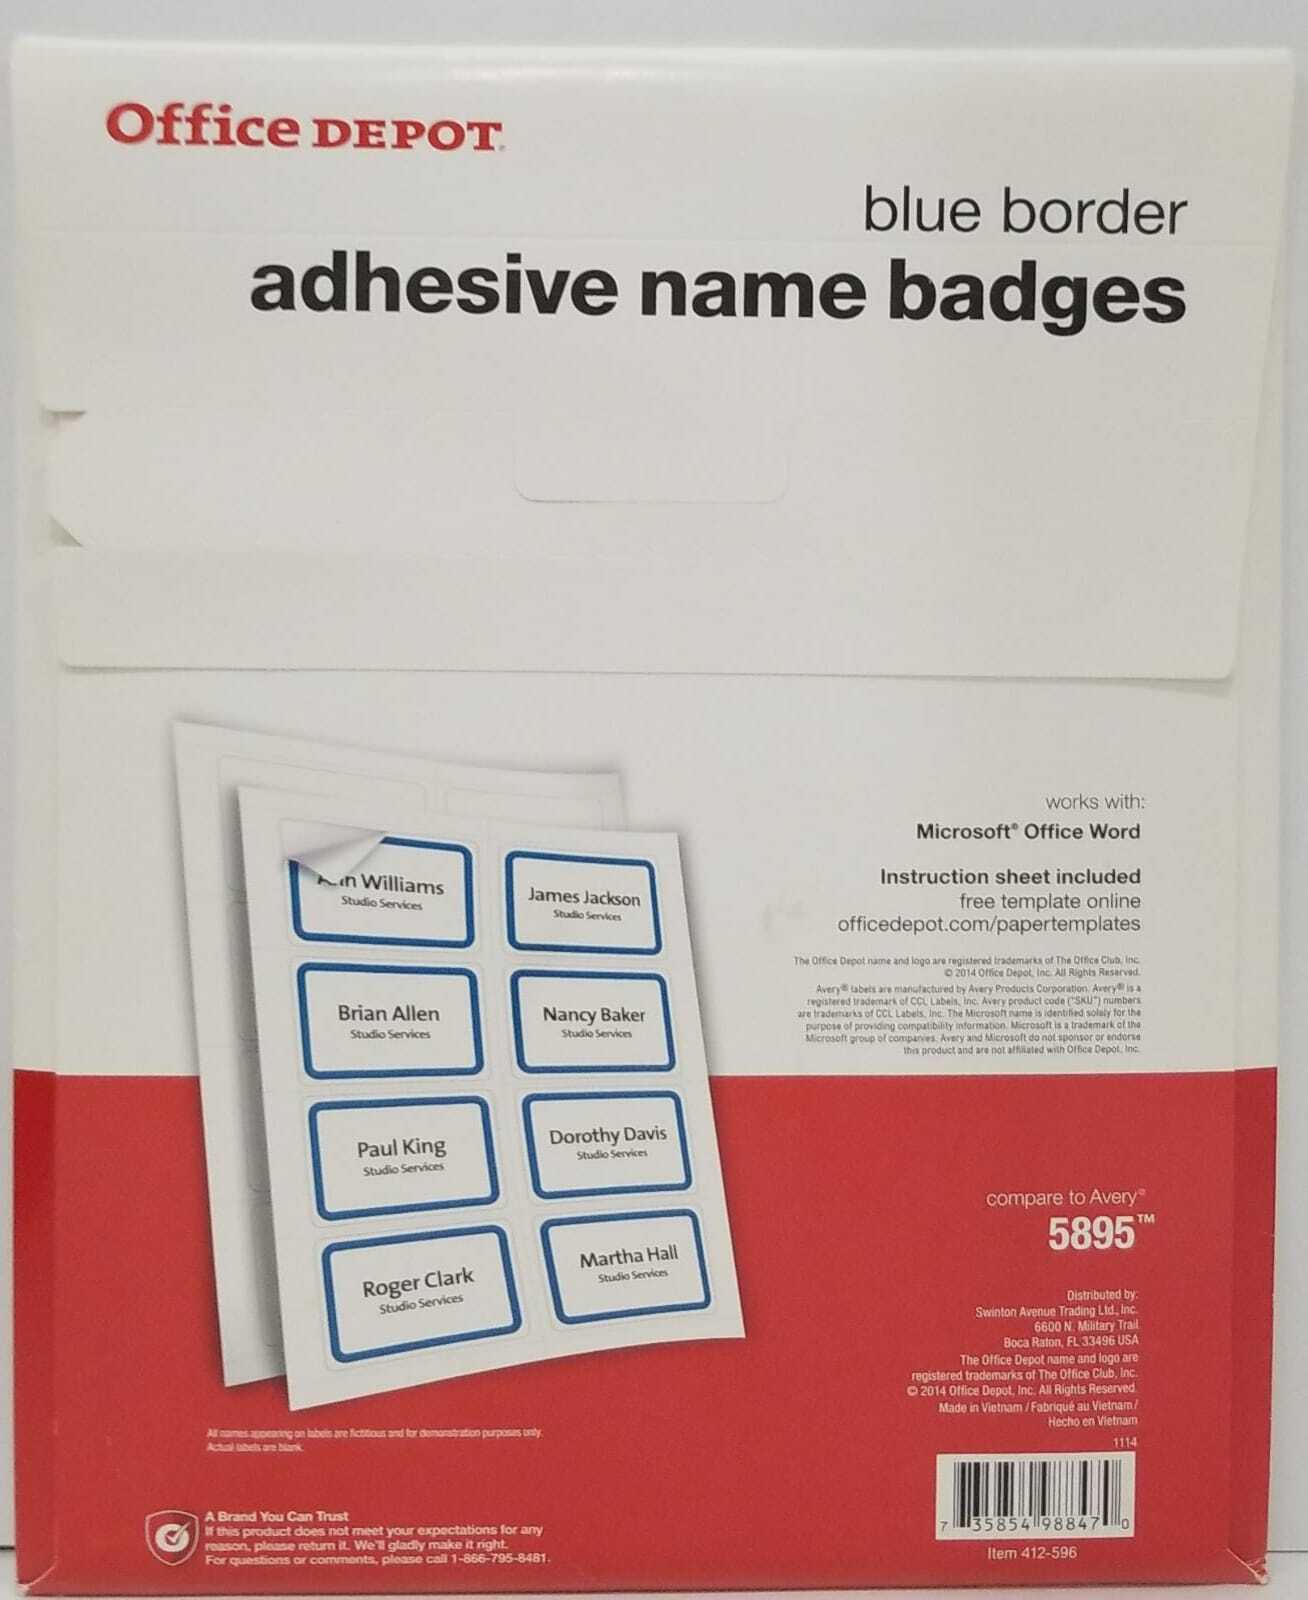 Office DEPOT®
blue border
adhesive name badges
Williams
Studio Services
James Jackson
Studio Services
Brian Allen
Studio Services
Nancy Baker
Studio Services
Paul King
Studio Services
Dorothy Davis
Studio Services
Roger Clark
Studio Services
Martha Hall
Studio Services
works with:
Microsoft® Office Word
Instruction sheet included
free template online
officedepot.com/papertemplates
The Office Depot name and logo are registered trademarks of The Office Club, Inc.
© 2014 Office Depot, Inc. All Rights Reserved.
Avery® labels are manufactured by Avery Products Corporation. Avery® is a
registered trademark of CCL Labels, Inc. Avery product code ("SKU") numbers
are trademarks of CCL Labels, Inc. The Microsoft name is identified solely for the
purpose of providing compatibility information. Microsoft is a trademark of the
Microsoft group of companies. Avery and Microsoft do not sponsor or endorse
this product and are not affiliated with Office Depot, Inc.
compare to Avery®
5895™
Distributed by:
Swinton Avenue Trading Ltd., Inc.
6600 N. Military Trail
Boca Raton, FL 33496 USA
The Office Depot name and logo are
registered trademarks of The Office Club, Inc.
© 2014 Office Depot, Inc. All Rights Reserved.
Made in Vietnam / Fabriqué au Vietnam /
Hecho en Vietnam
1114
7 35854 98847 0
Item 412-596
All names appearing on labels are fictitious and for demonstration purposes only.
Actual labels are blank.
A Brand You Can Trust
If this product does not meet your expectations for any
reason, please return it. We'll gladly make it right.
For questions or comments, please call 1-866-795-8481.